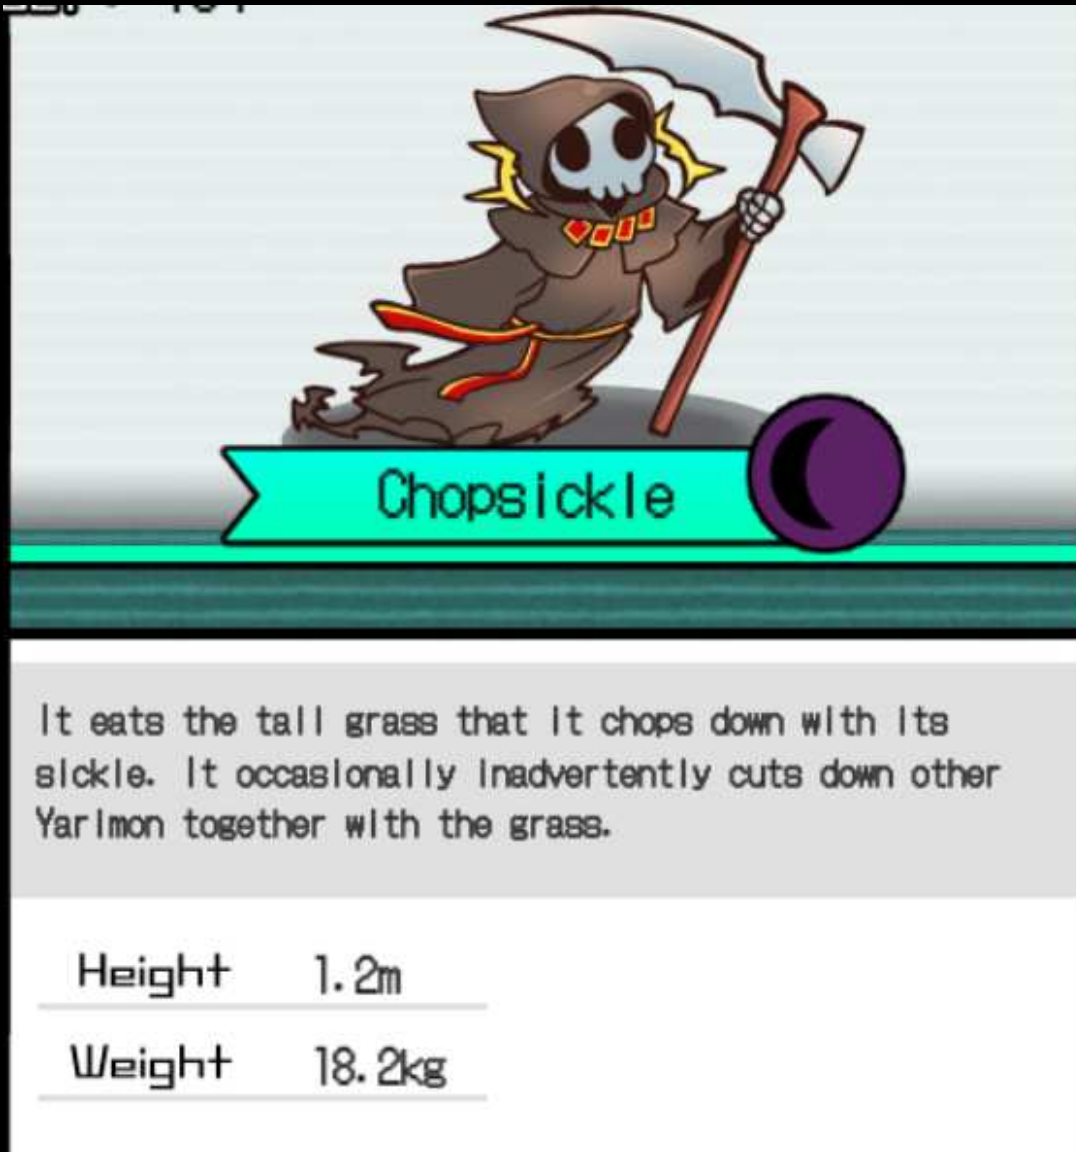 Chopsickle
It eats the tall grass that it chops down with its
sickle. It occasionally inadvertently cuts down other
Yarimon together with the grass.
Height 1.2m
Weight 18.2kg